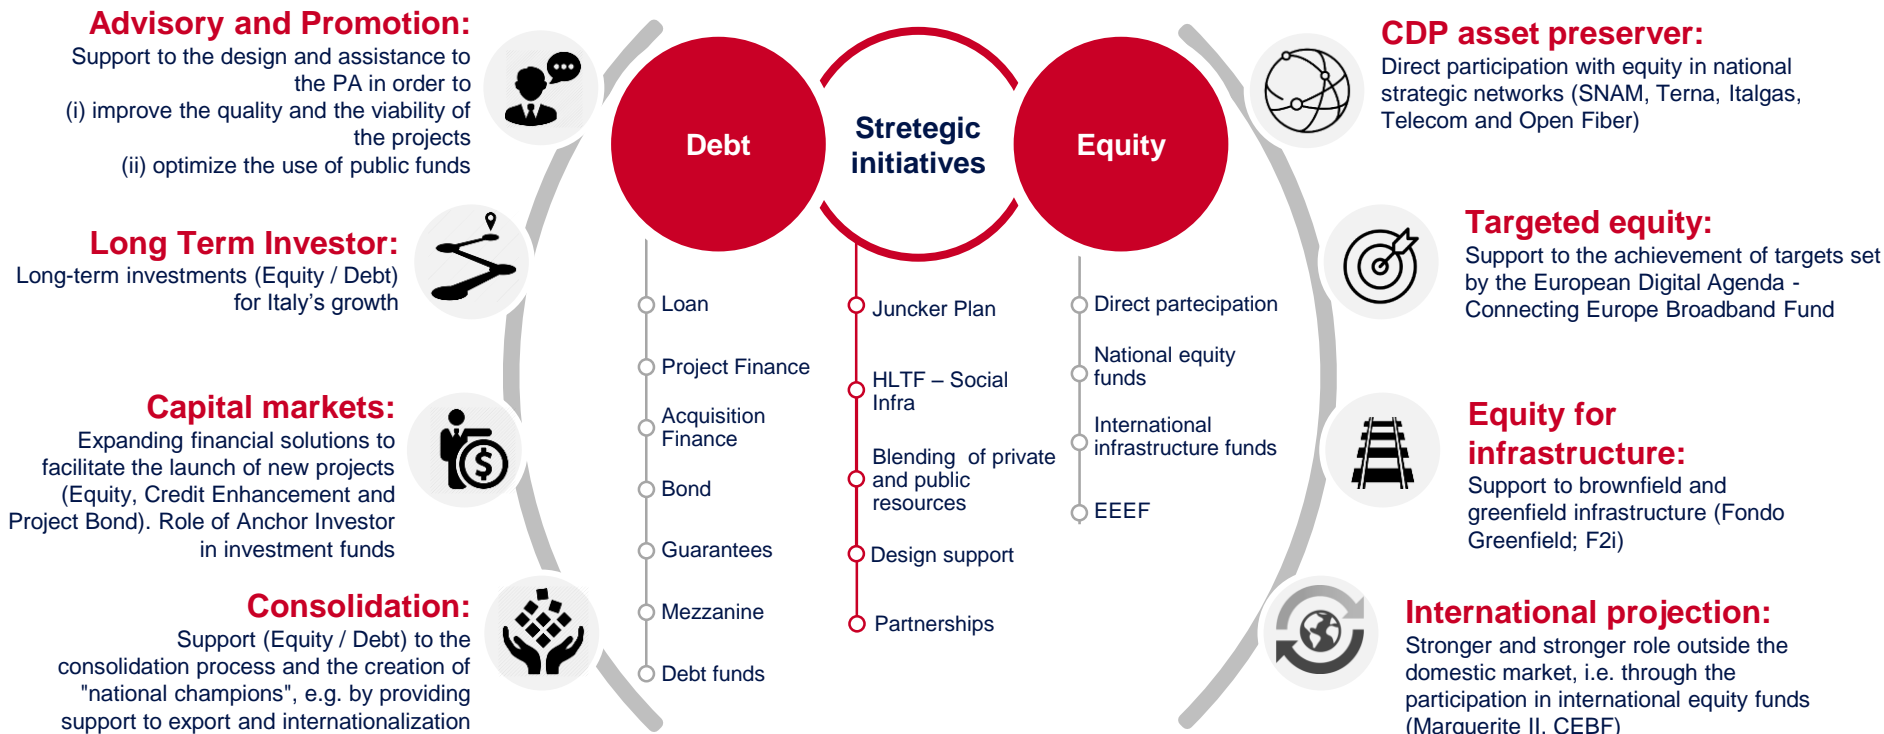 Advisory and Promotion:
Support to the design and assistance to
the PA in order to
(i) improve the quality and the viability of
the projects
(ii) optimize the use of public funds
Long Term Investor:
Long-term investments (Equity / Debt)
for Italy's growth
Capital markets:
Expanding financial solutions to
facilitate the launch of new projects
(Equity, Credit Enhancement and
Project Bond). Role of Anchor Investor
in investment funds
Consolidation:
Support (Equity / Debt) to the
consolidation process and the creation of
"national champions", e.g. by providing
support to export and internationalization
Debt
Loan
Project Finance
Acquisition
Finance
Bond
Guarantees
Mezzanine
Debt funds
Stretegic
initiatives
Juncker Plan
HLTF – Social
Infra
Blending of private
and public
resources
Design support
Partnerships
Equity
Direct partecipation
National equity
funds
International
infrastructure funds
EEEF
CDP asset preserver:
Direct participation with equity in national
strategic networks (SNAM, Terna, Italgas,
Telecom and Open Fiber)
Targeted equity:
Support to the achievement of targets set
by the European Digital Agenda -
Connecting Europe Broadband Fund
Equity for
infrastructure:
Support to brownfield and
greenfield infrastructure (Fondo
Greenfield; F2i)
International projection:
Stronger and stronger role outside the
domestic market, i.e. through the
participation in international equity funds
(Marguerite II, CEBF)
$